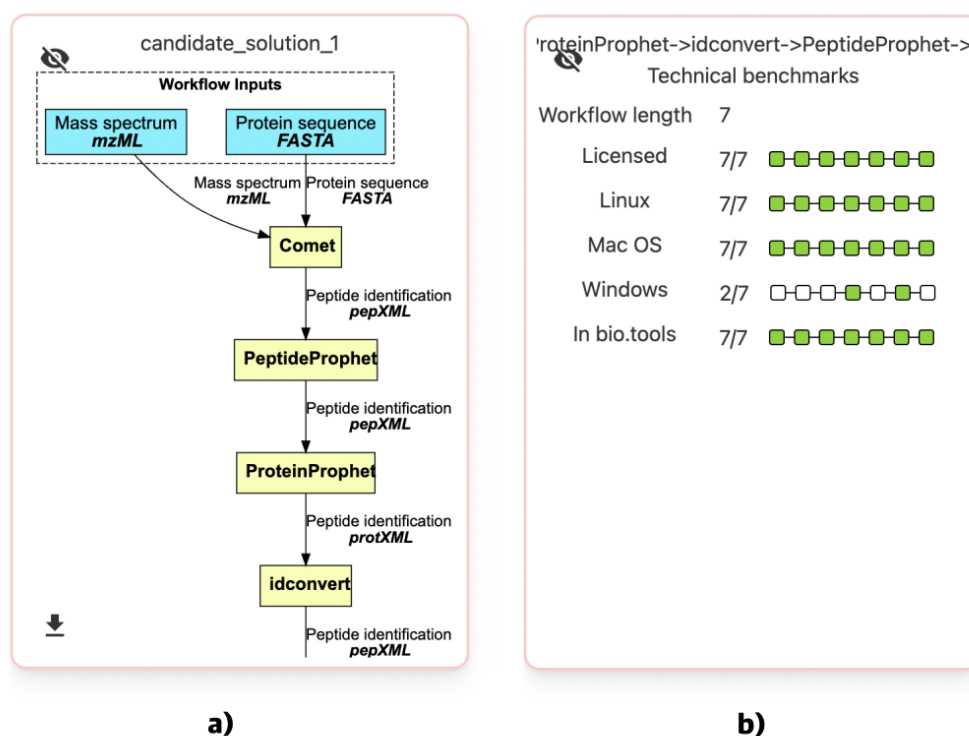 candidate_solution_1
Workflow Inputs
Mass spectrum
mzML
Protein sequence
FASTA
Mass spectrum
mzML
Protein sequence
FASTA
Comet
Peptide identification
pepXML
PeptideProphet
Peptide identification
pepXML
ProteinProphet
Peptide identification
protXML
idconvert
Peptide identification
pepXML
a)
roteinProphet->idconvert->PeptideProphet->
Technical benchmarks
Workflow length 7
Licensed 7/7
Linux 7/7
Mac OS 7/7
Windows 2/7
In bio.tools 7/7
b)